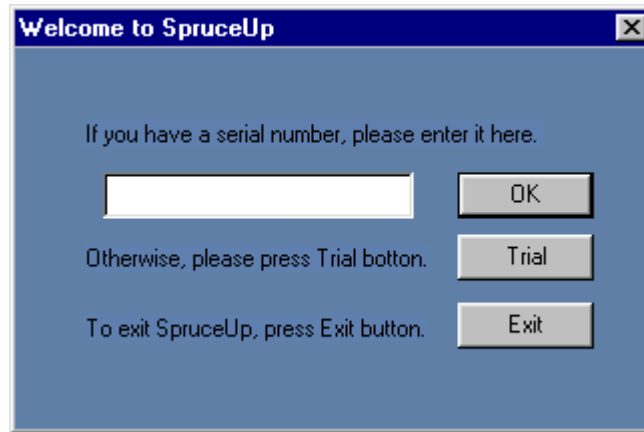 Welcome to SpruceUp
If you have a serial number, please enter it here.
OK
Otherwise, please press Trial botton.
Trial
To exit SpruceUp, press Exit button.
Exit